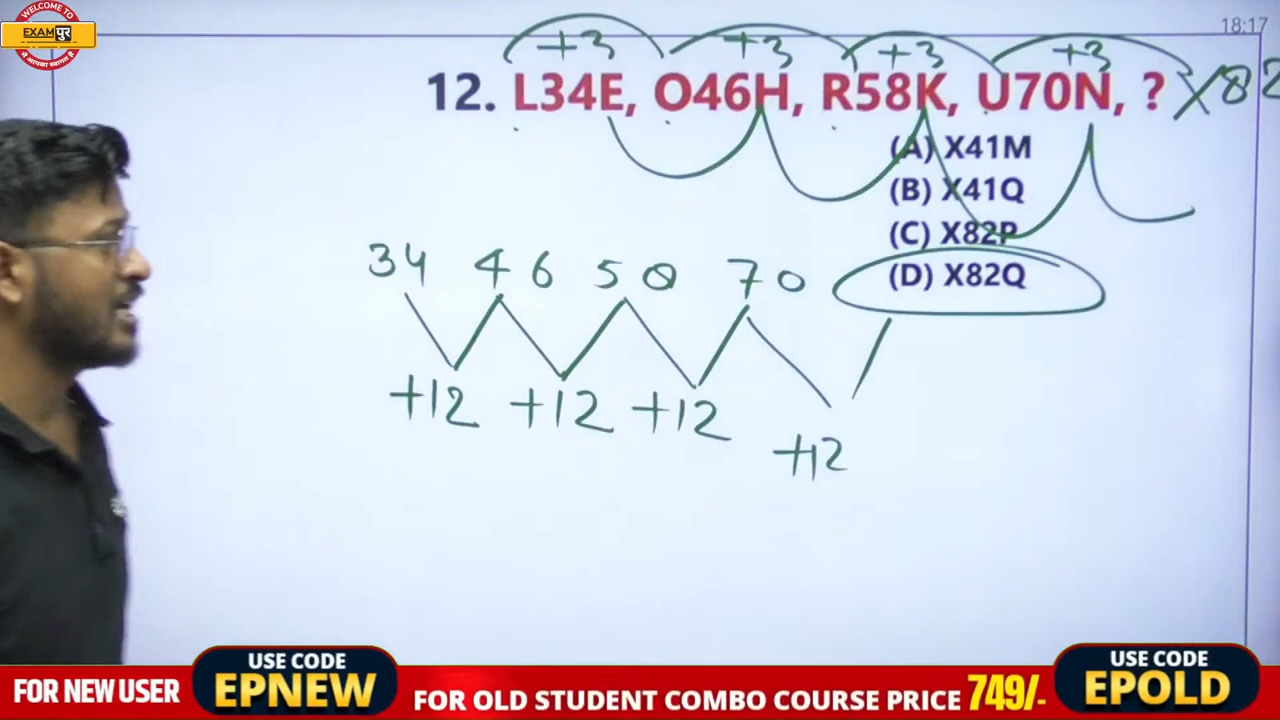 WELCOME TO
EXAMपुर
में आपका स्वागत है
18:17
+3 +3 +3 +3
12. L34E, O46H, R58K, U70N, ? X82
(A) X41M
(B) X41Q
(C) X82P
(D) X82Q
34 46 58 70
+12 +12 +12
+12
FOR NEW USER
USE CODE
EPNEW
FOR OLD STUDENT COMBO COURSE PRICE 749/-
USE CODE
EPOLD